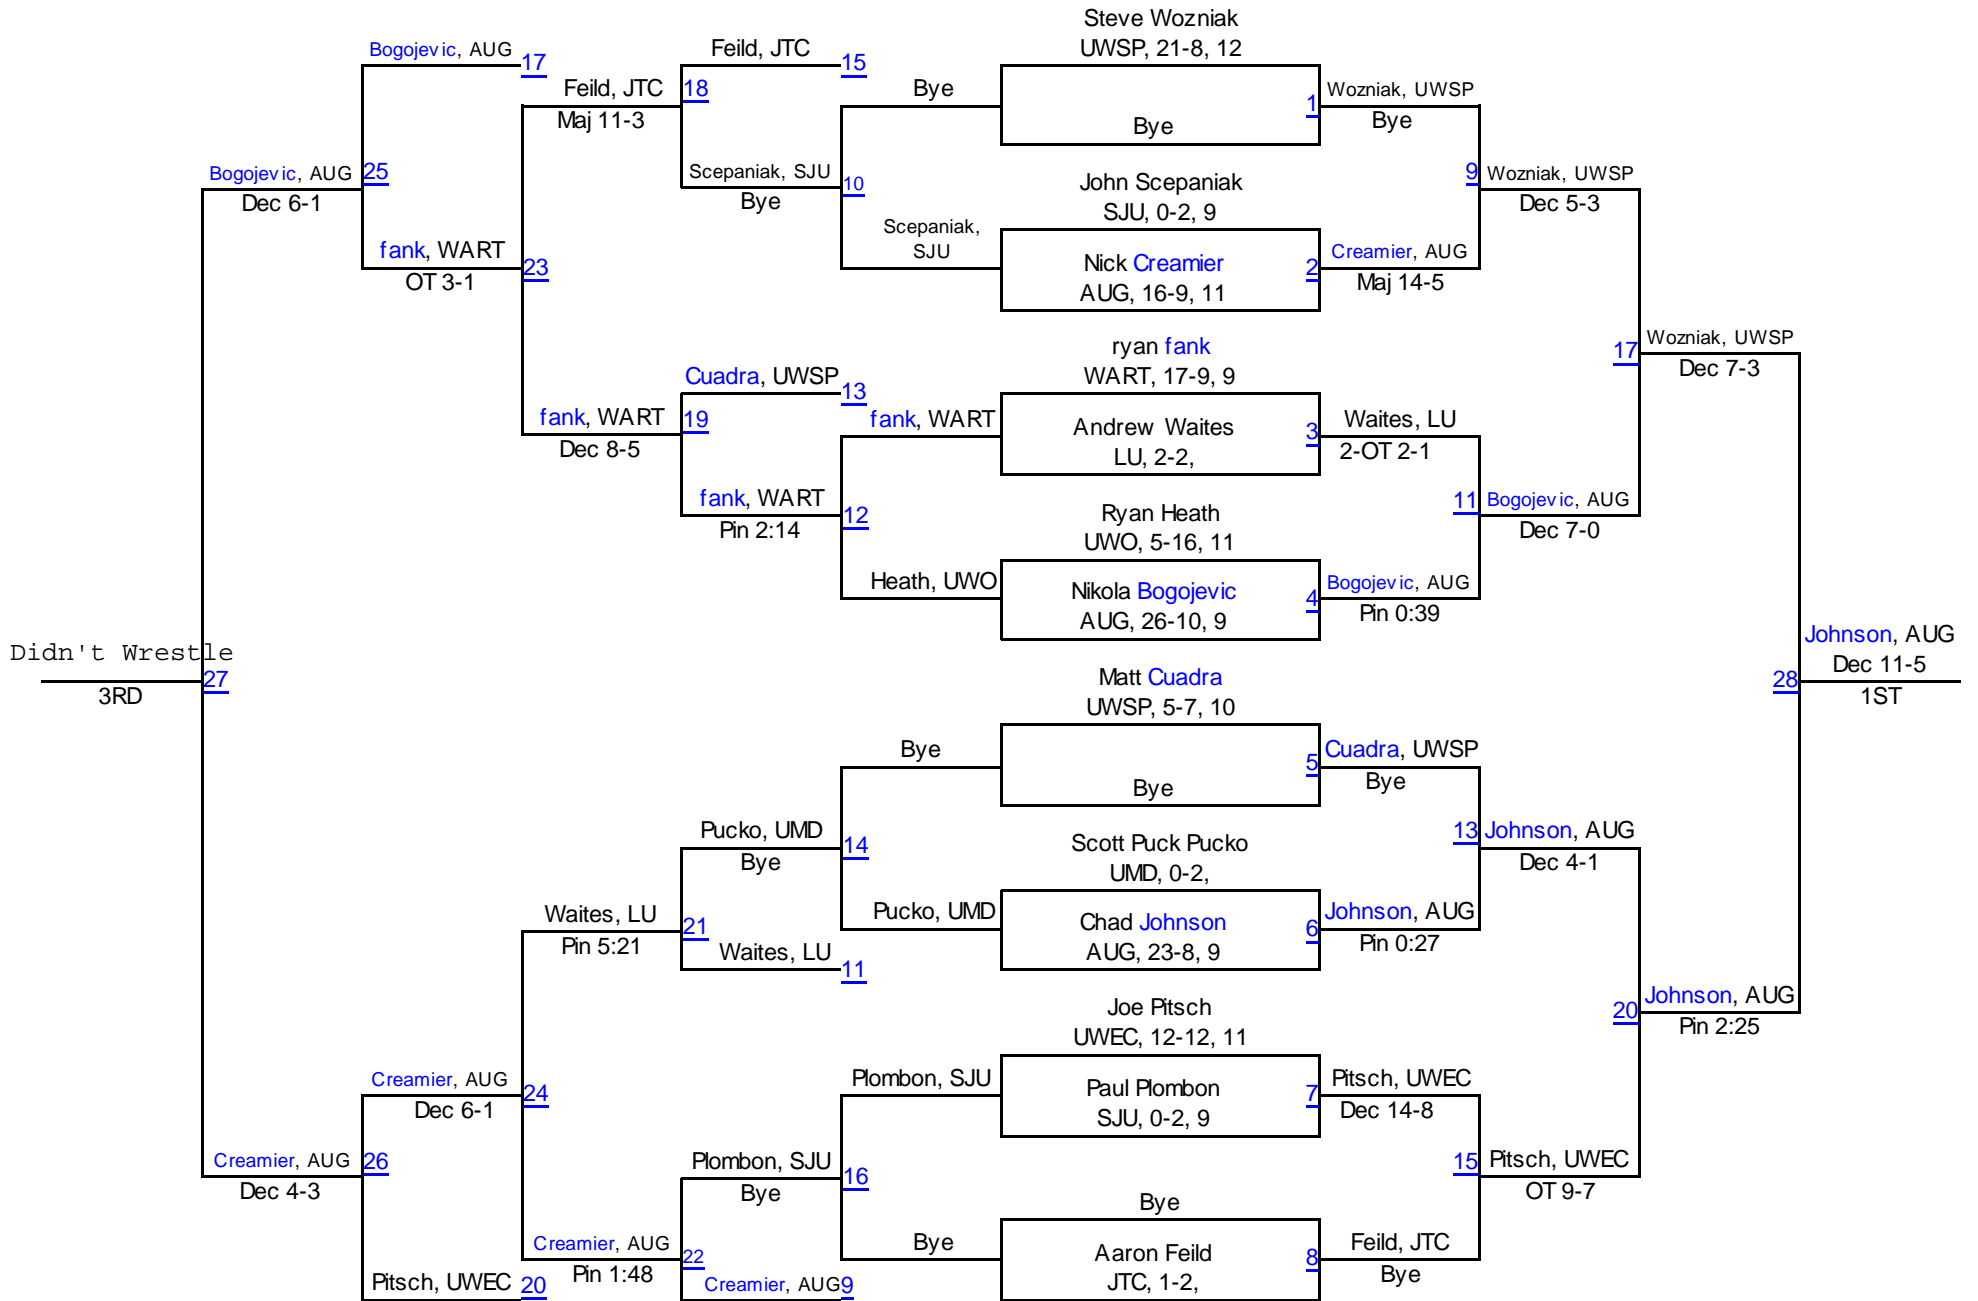 Steve Wozniak
UWSP, 21-8, 12
Bogojevic, AUG
17
Feild, JTC
15
Feild, JTC
18
Maj 11-3
Bye
1
Wozniak, UWSP
Bye
Bye
Bogojevic, AUG
25
Dec 6-1
Scepaniak, SJU
10
Bye
John Scepaniak
SJU, 0-2, 9
9
Wozniak, UWSP
Dec 5-3
fank, WART
23
OT 3-1
Scepaniak,
SJU
Nick Creamier
AUG, 16-9, 11
2
Creamier, AUG
Maj 14-5
ryan fank
WART, 17-9, 9
17
Wozniak, UWSP
Dec 7-3
Cuadra, UWSP
13
fank, WART
19
Dec 8-5
fank, WART
Andrew Waites
LU, 2-2,
3
Waites, LU
2-OT 2-1
fank, WART
12
Pin 2:14
Ryan Heath
UWO, 5-16, 11
11
Bogojevic, AUG
Dec 7-0
Heath, UWO
Nikola Bogojevic
AUG, 26-10, 9
4
Bogojevic, AUG
Pin 0:39
Didn't Wrestle
27
3RD
Matt Cuadra
UWSP, 5-7, 10
28
Johnson, AUG
Dec 11-5
1ST
Bye
Bye
5
Cuadra, UWSP
Bye
Pucko, UMD
14
Bye
Scott Puck Pucko
UMD, 0-2,
13
Johnson, AUG
Dec 4-1
Waites, LU
21
Pin 5:21
Waites, LU
11
Pucko, UMD
Chad Johnson
AUG, 23-8, 9
6
Johnson, AUG
Pin 0:27
Joe Pitsch
UWEC, 12-12, 11
20
Johnson, AUG
Pin 2:25
Creamier, AUG
24
Dec 6-1
Plombon, SJU
Paul Plombon
SJU, 0-2, 9
7
Pitsch, UWEC
Dec 14-8
Creamier, AUG
26
Dec 4-3
Plombon, SJU
16
Bye
15
Pitsch, UWEC
OT 9-7
Bye
Creamier, AUG
22
Pin 1:48
Bye
Aaron Feild
JTC, 1-2,
8
Feild, JTC
Bye
Pitsch, UWEC
20
Creamier, AUG
9